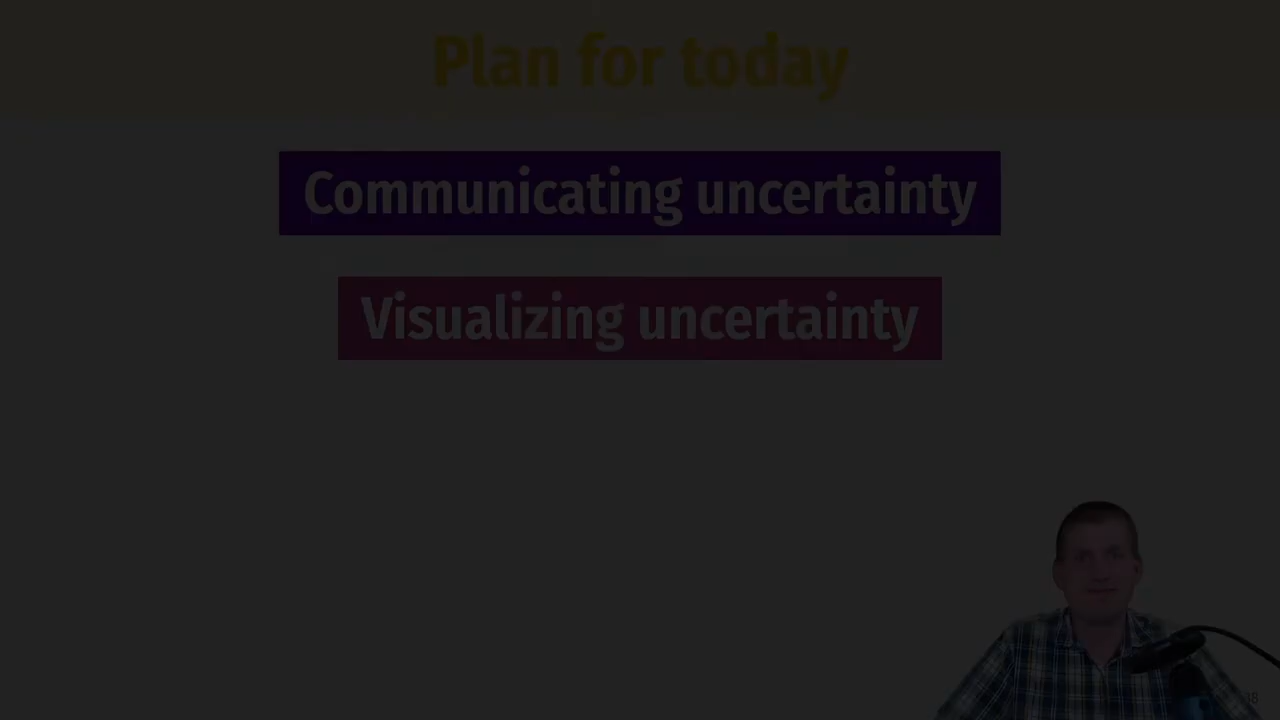 Plan for today
Communicating uncertainty
Visualizing uncertainty